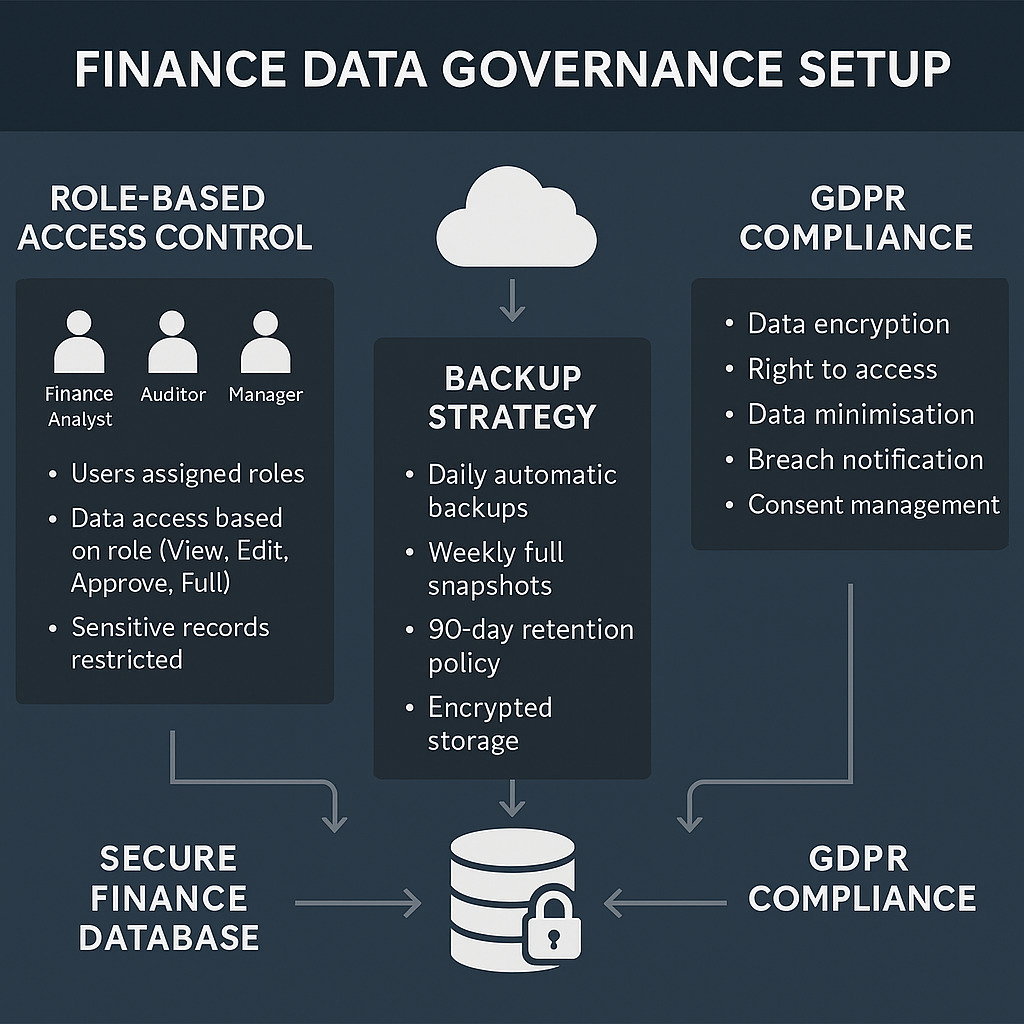 FINANCE DATA GOVERNANCE SETUP
ROLE-BASED
ACCESS CONTROL
Finance
Analyst
Auditor
Manager
• Users assigned roles
• Data access based
on role (View, Edit,
Approve, Full)
• Sensitive records
restricted
BACKUP
STRATEGY
• Daily automatic
backups
• Weekly full
snapshots
• 90-day retention
policy
• Encrypted
storage
GDPR
COMPLIANCE
• Data encryption
• Right to access
• Data minimisation
• Breach notification
• Consent management
SECURE
FINANCE
DATABASE
GDPR
COMPLIANCE